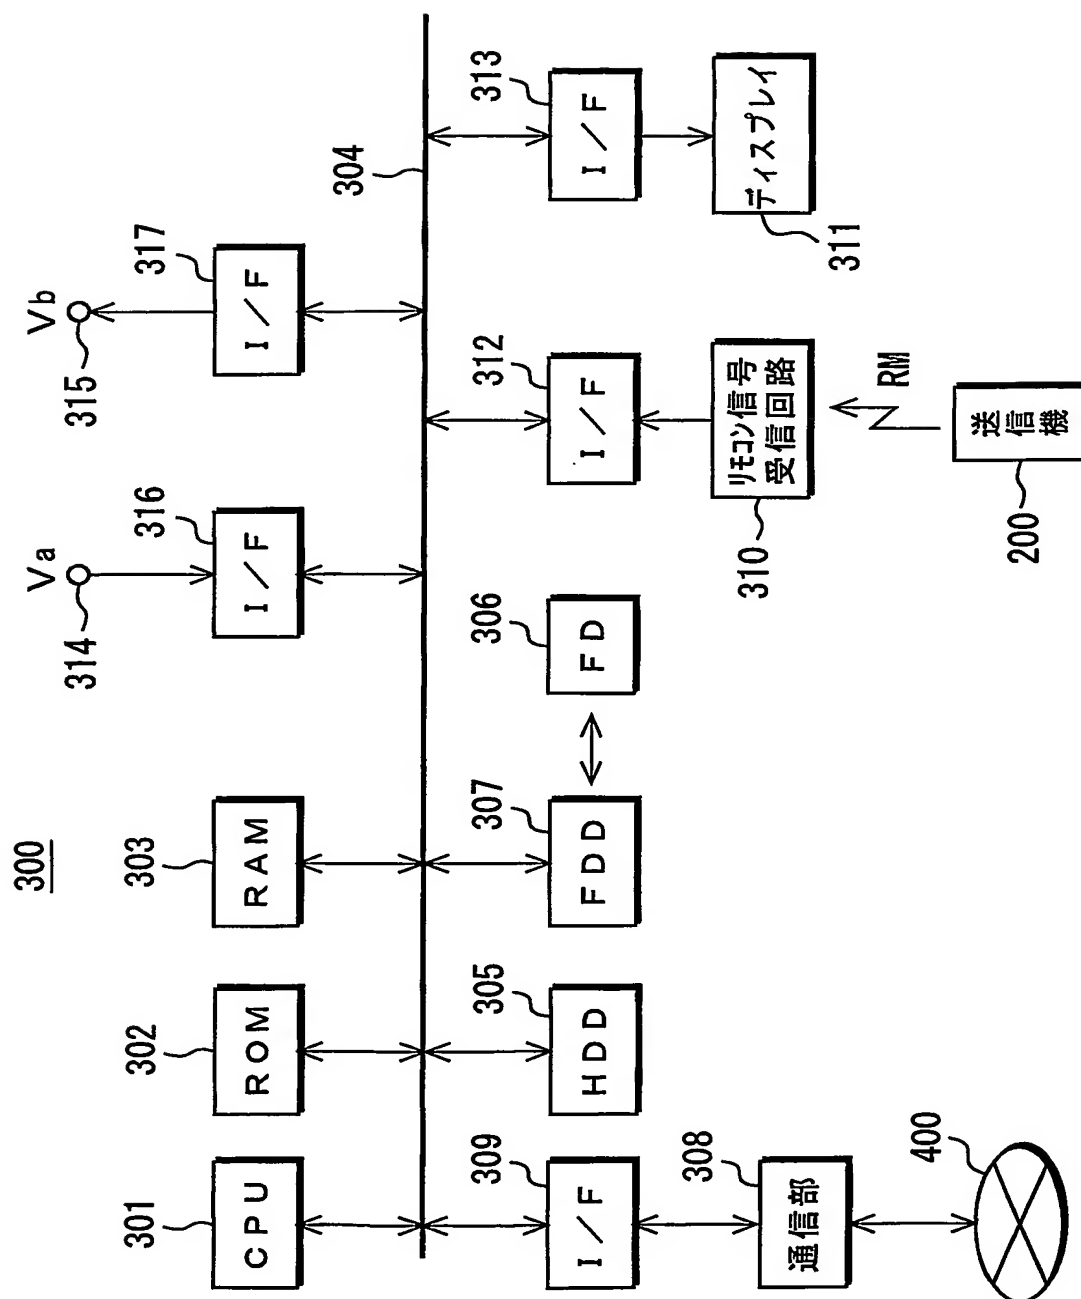 300
Va
314
316
I/F
Vb
315
317
I/F
301
CPU
302
ROM
303
RAM
304
309
I/F
305
HDD
307
FDD
306
FD
312
I/F
313
I/F
308
通信部
310
リモコン信号
受信回路
311
ディスプレイ
400
RM
200
送信機